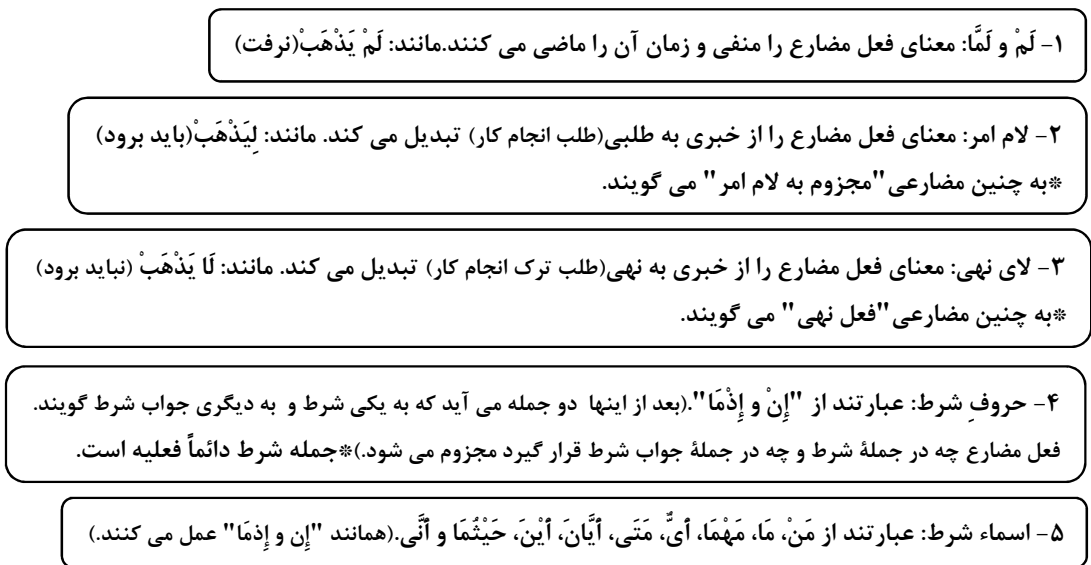 ۱- لَمْ و لَمَّا: معنای فعل مضارع را منفی و زمان آن را ماضی می کنند.مانند: لَمْ یَذْهَبْ(نرفت)
۲- لام امر: معنای فعل مضارع را از خبری به طلبی(طلب انجام کار) تبدیل می کند. مانند: لِیَذْهَبْ(باید برود)
*به چنین مضارعی"مجزوم به لام امر" می گویند.
۳- لای نهی: معنای فعل مضارع را از خبری به نهی(طلب ترک انجام کار) تبدیل می کند. مانند: لَا یَذْهَبْ (نباید برود)
*به چنین مضارعی"فعل نهی" می گویند.
۴- حروفِ شرط: عبارتند از "إِنْ و إِذْمَا".(بعد از اینها دو جمله می آید که به یکی شرط و به دیگری جواب شرط گویند.
فعل مضارع چه در جملهٔ شرط و چه در جملهٔ جواب شرط قرار گیرد مجزوم می شود.)*جمله شرط دائماً فعلیه است.
۵- اسماء شرط: عبارتند از مَنْ، مَا، مَهْمَا، أَیٌّ، مَتَی، أَیَّانَ، أَیْنَ، حَیْثُمَا و أَنَّی.(همانند "إِن و إِذمَا" عمل می کنند.)